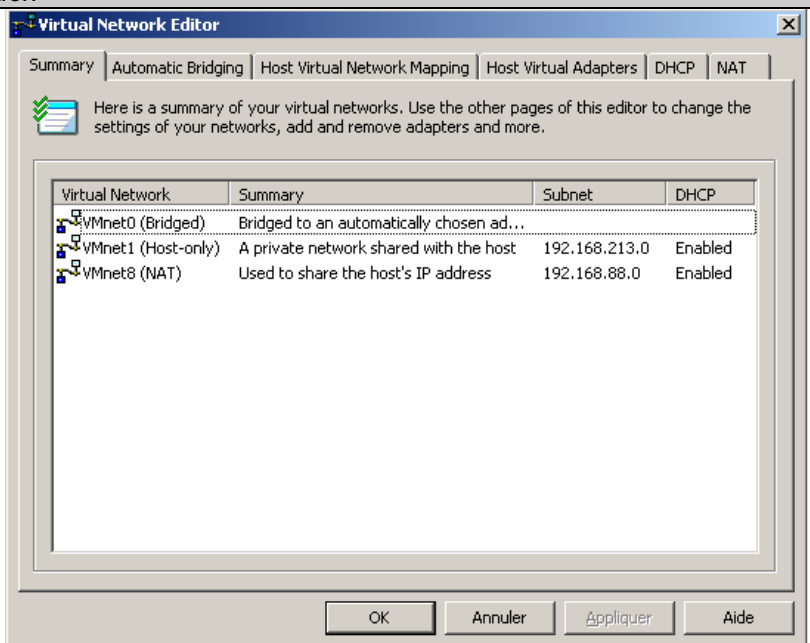 Virtual Network Editor
Summary Automatic Bridging Host Virtual Network Mapping Host Virtual Adapters DHCP NAT
Here is a summary of your virtual networks. Use the other pages of this editor to change the
settings of your networks, add and remove adapters and more.
Virtual Network Summary Subnet DHCP
VMnet0 (Bridged) Bridged to an automatically chosen ad...
VMnet1 (Host-only) A private network shared with the host 192.168.213.0 Enabled
VMnet8 (NAT) Used to share the host's IP address 192.168.88.0 Enabled
OK Annuler Appliquer Aide